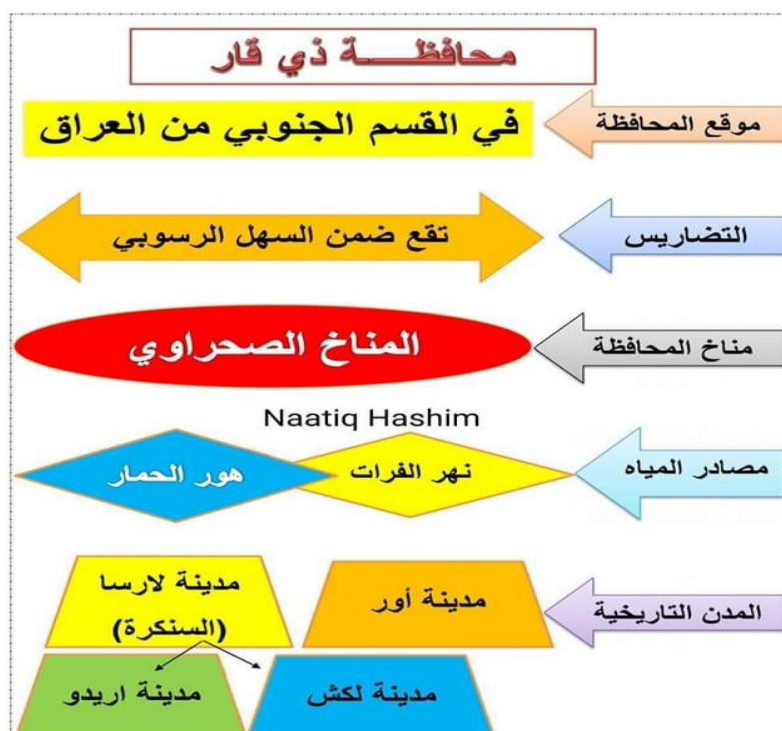 محافظـــة ذي قار
موقع المحافظة
في القسم الجنوبي من العراق
التضاريس
تقع ضمن السهل الرسوبي
مناخ المحافظة
المناخ الصحراوي
Naatiq Hashim
مصادر المياه
نهر الفرات
هور الحمار
المدن التاريخية
مدينة أور
مدينة لارسا
(السنكرة)
مدينة لكش
مدينة اريدو